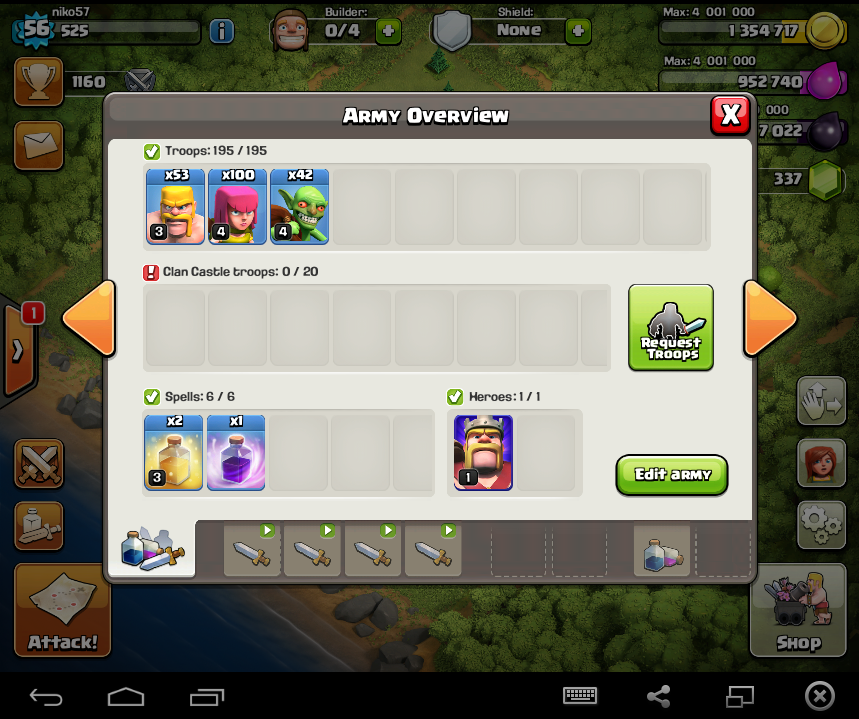 niko57
56
525
Builder:
0/4
Shield:
None
Max: 4 001 000
1 354 717
1160
Max: 4 001 000
952 740
000
7 022
337
Army Overview
X
Troops: 195 / 195
x53
x100
x42
3
4
4
Clan Castle troops: 0 / 20
1
Request
Troops
Spells: 6 / 6
Heroes: 1 / 1
x2
x1
3
1
Edit army
Attack!
Shop